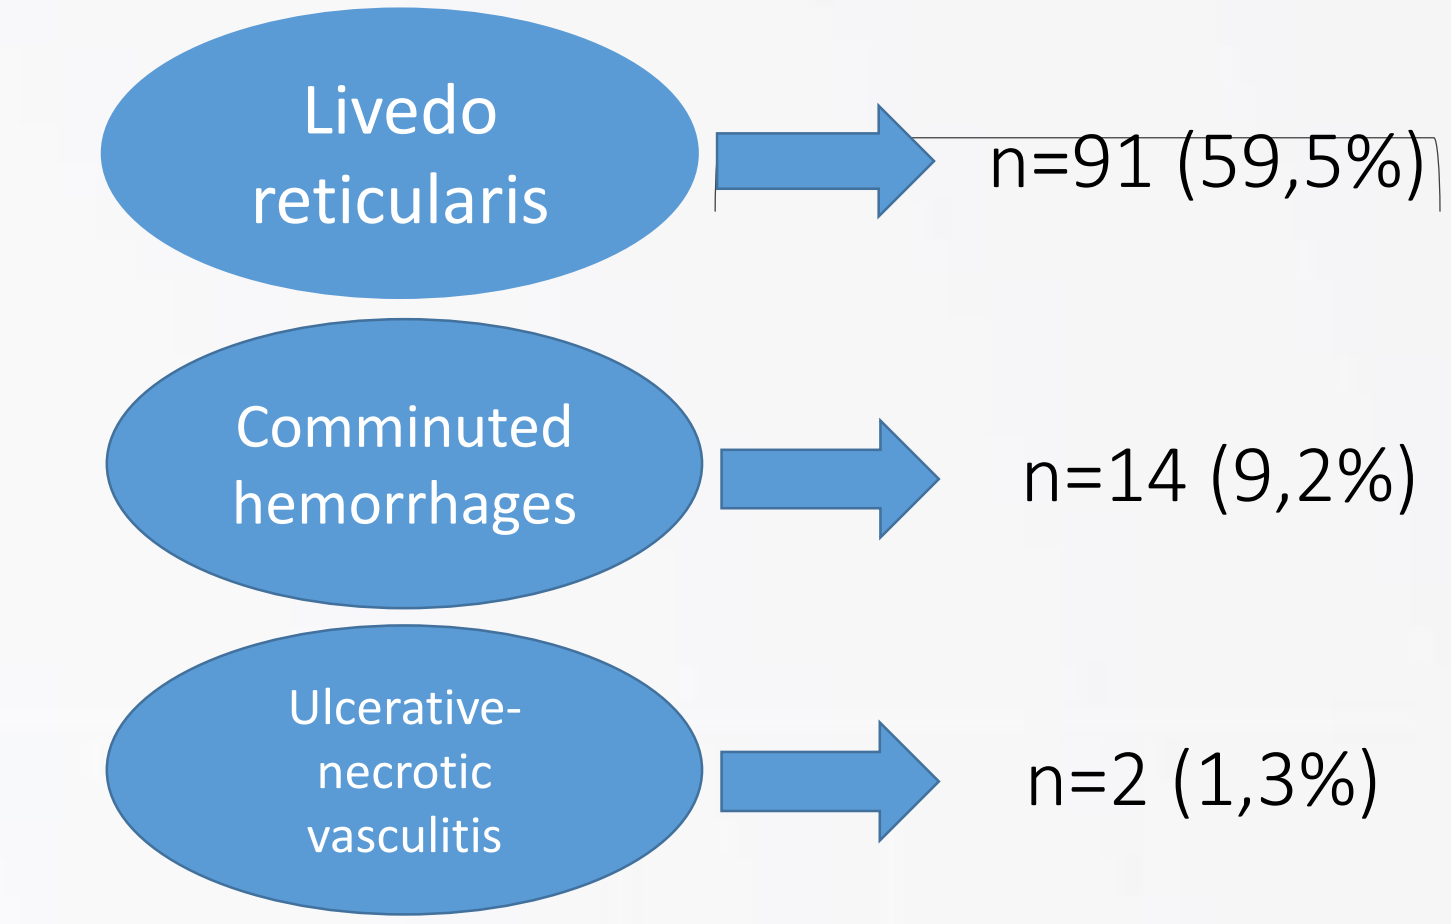 Livedo
reticularis
n=91 (59,5%)
Comminuted
hemorrhages
n=14 (9,2%)
Ulcerative-
necrotic
vasculitis
n=2 (1,3%)